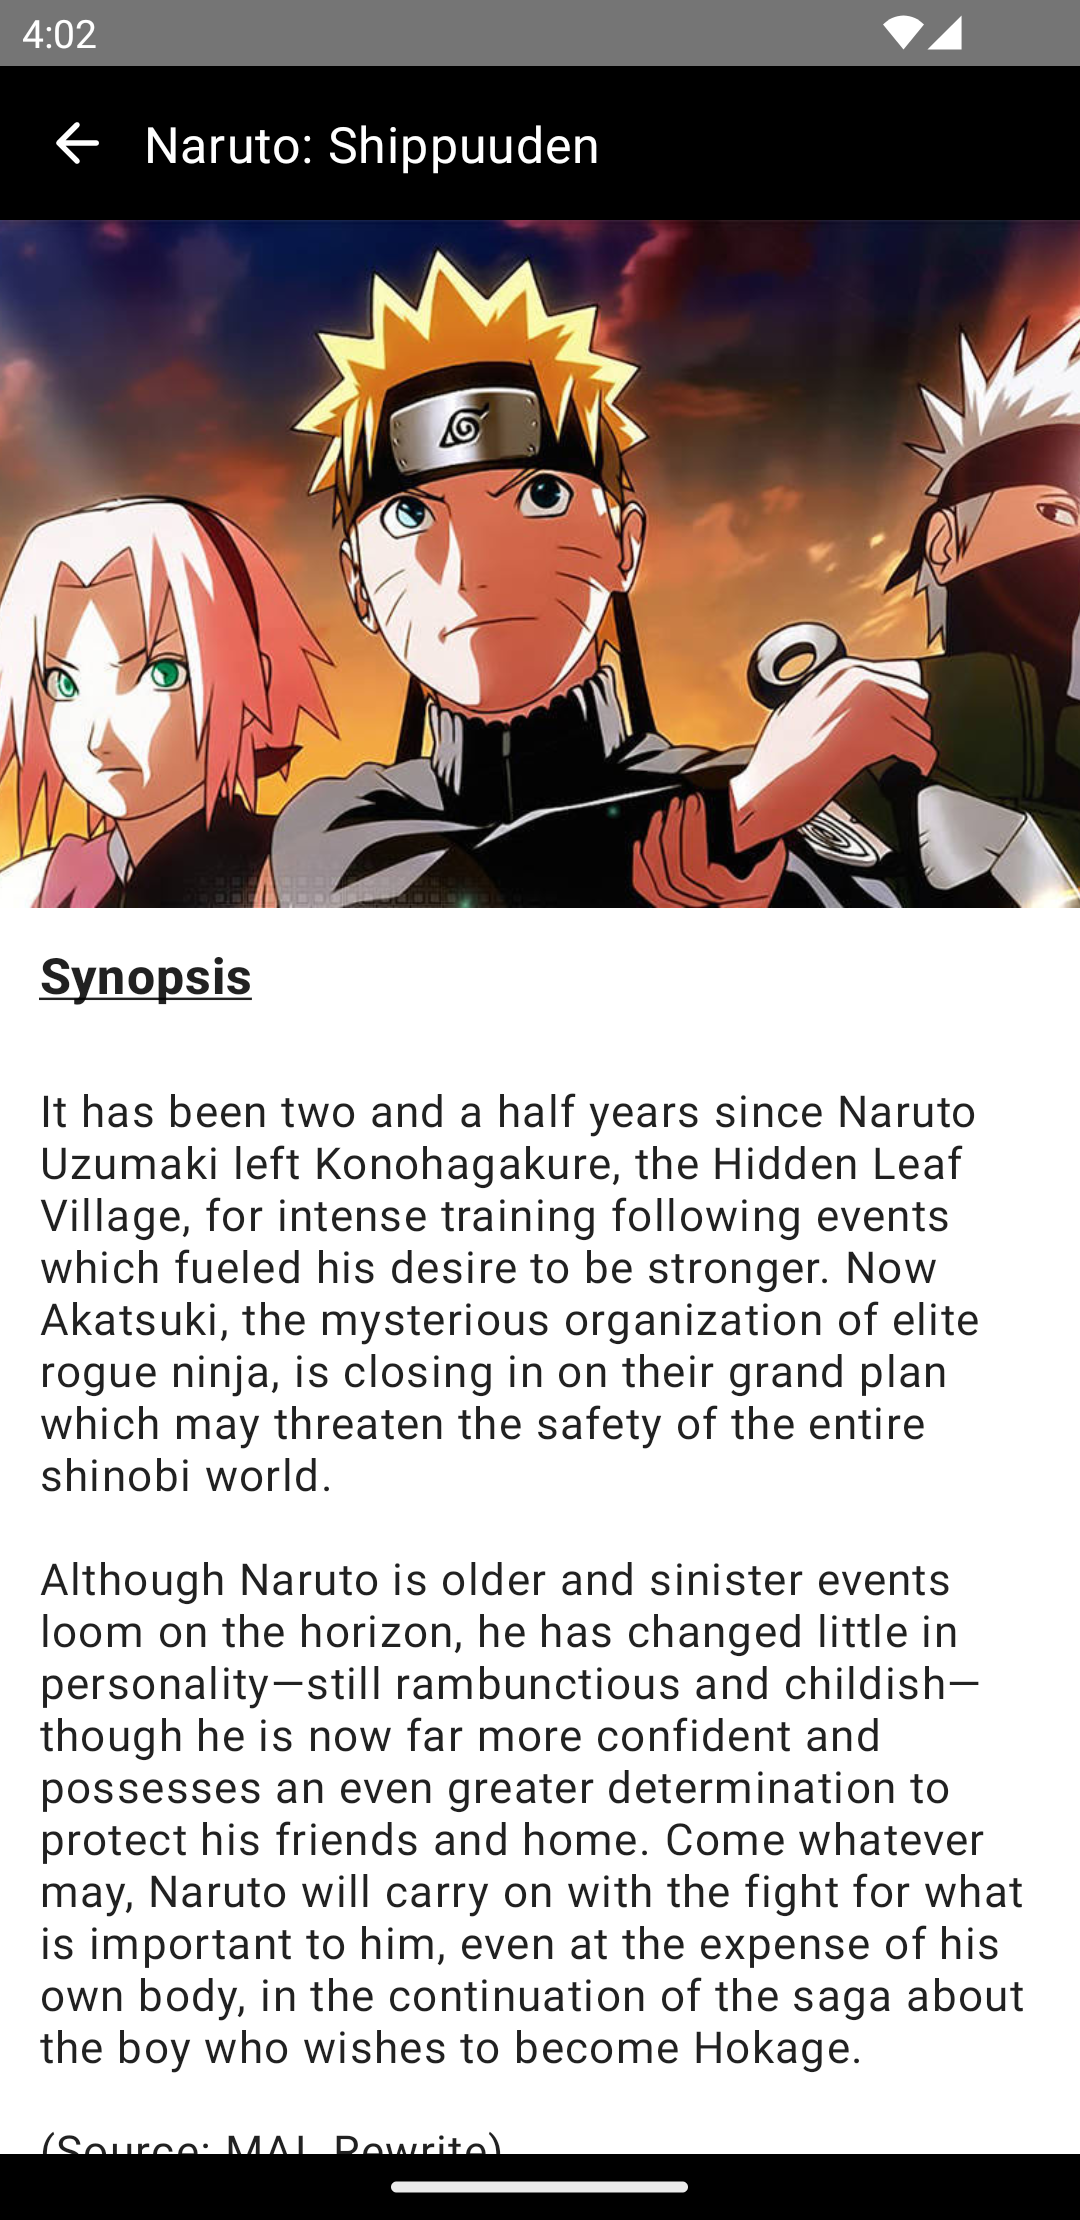 4:02
Naruto: Shippuuden
Synopsis
It has been two and a half years since Naruto
Uzumaki left Konohagakure, the Hidden Leaf
Village, for intense training following events
which fueled his desire to be stronger. Now
Akatsuki, the mysterious organization of elite
rogue ninja, is closing in on their grand plan
which may threaten the safety of the entire
shinobi world.
Although Naruto is older and sinister events
loom on the horizon, he has changed little in
personality—still rambunctious and childish—
though he is now far more confident and
possesses an even greater determination to
protect his friends and home. Come whatever
may, Naruto will carry on with the fight for what
is important to him, even at the expense of his
own body, in the continuation of the saga about
the boy who wishes to become Hokage.
(Source: MAL Rewrite)